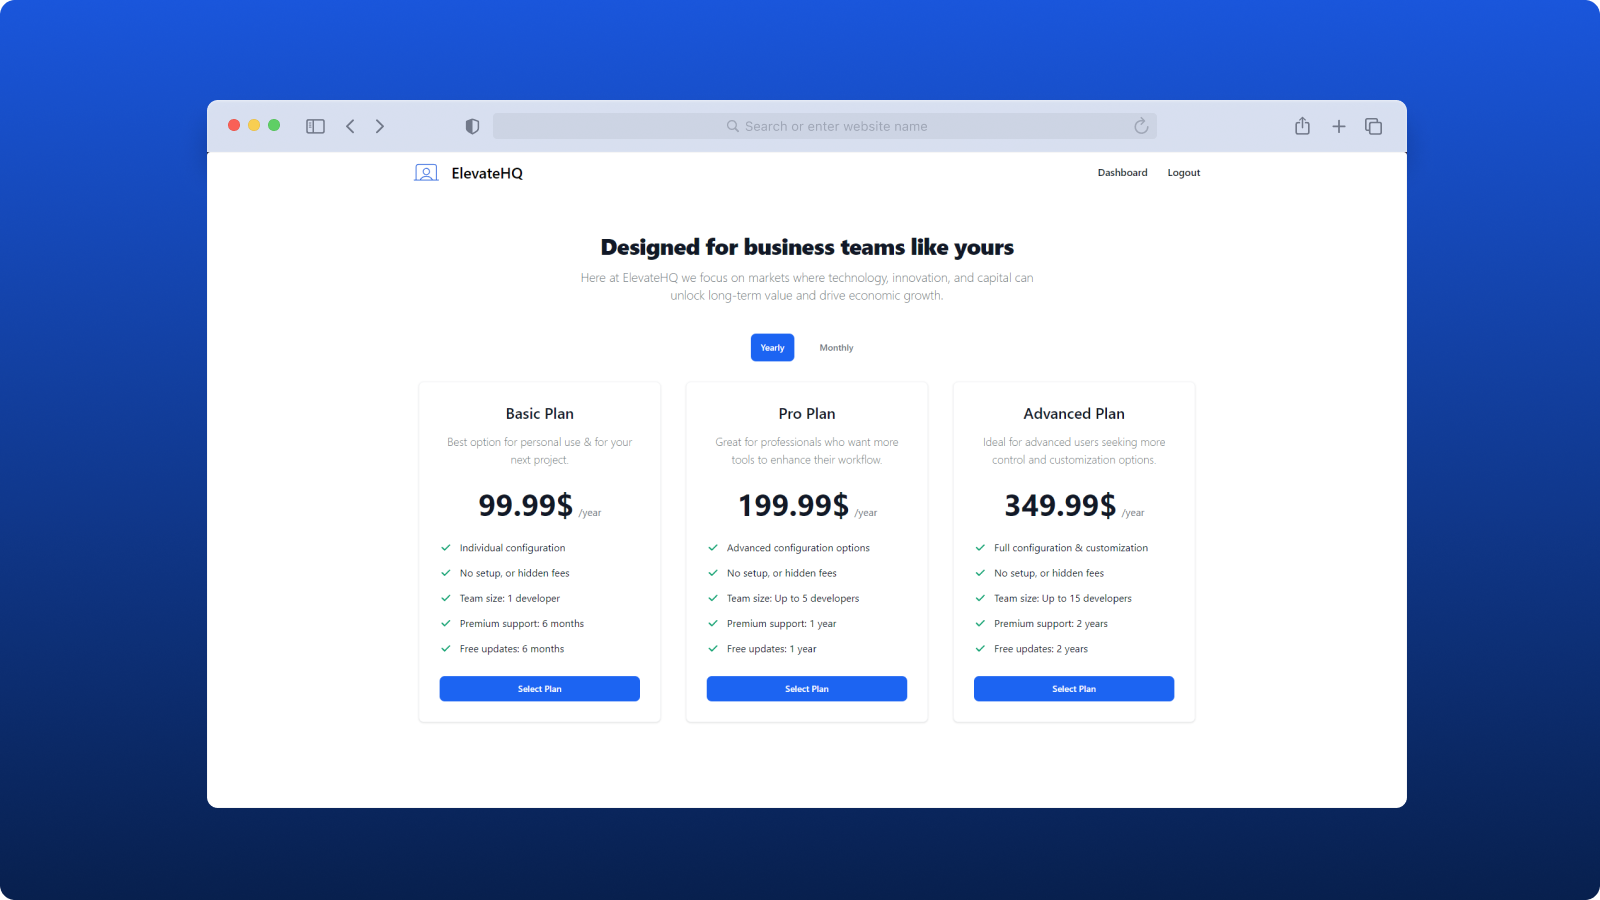 Search or enter website name
ElevateHQ
Dashboard Logout
Designed for business teams like yours
Here at ElevateHQ we focus on markets where technology, innovation, and capital can
unlock long-term value and drive economic growth.
Yearly Monthly
Basic Plan
Best option for personal use & for your
next project.
99.99$ /year
Individual configuration
No setup, or hidden fees
Team size: 1 developer
Premium support: 6 months
Free updates: 6 months
Select Plan
Pro Plan
Great for professionals who want more
tools to enhance their workflow.
199.99$ /year
Advanced configuration options
No setup, or hidden fees
Team size: Up to 5 developers
Premium support: 1 year
Free updates: 1 year
Select Plan
Advanced Plan
Ideal for advanced users seeking more
control and customization options.
349.99$ /year
Full configuration & customization
No setup, or hidden fees
Team size: Up to 15 developers
Premium support: 2 years
Free updates: 2 years
Select Plan